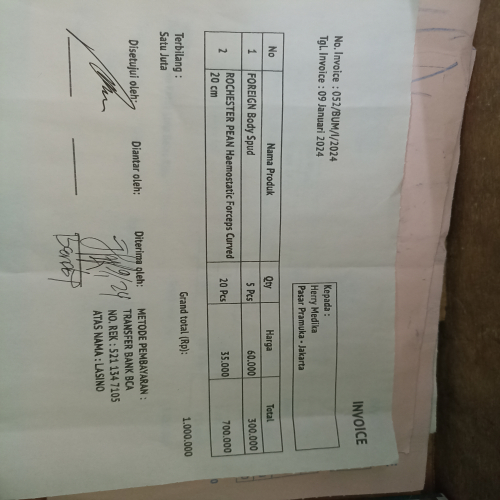 INVOICE
No. Invoice : 052/BUM/I/2024
Tgl. Invoice : 09 Januari 2024
Kepada :
Herry Medika
Pasar Pramuka - Jakarta
No Nama Produk Qty Harga Total
1 FOREIGN Body Spud 5 Pcs 60.000 300.000
2 ROCHESTER PEAN Haemostatic Forceps Curved 20 Pcs 35.000 700.000
20 cm
Grand total (Rp): 1.000.000
Terbilang :
Satu Juta
Disetujui oleh: Diantar oleh: Diterima oleh:
METODE PEMBAYARAN :
TRANSFER BANK BCA
NO. REK : 521 134 7105
ATAS NAMA : LASINO